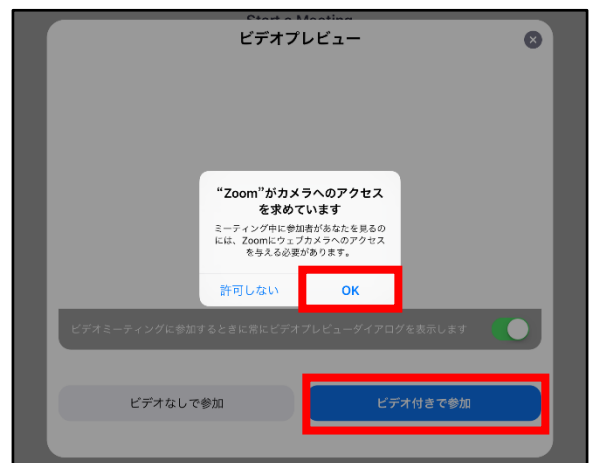 Start a Meeting
ビデオプレビュー
“Zoom”がカメラへのアクセス
を求めています
ミーティング中に参加者があなたを見るの
には、Zoomにウェブカメラへのアクセス
を与える必要があります。
許可しない
OK
ビデオミーティングに参加するときに常にビデオプレビューダイアログを表示します
ビデオなしで参加
ビデオ付きで参加